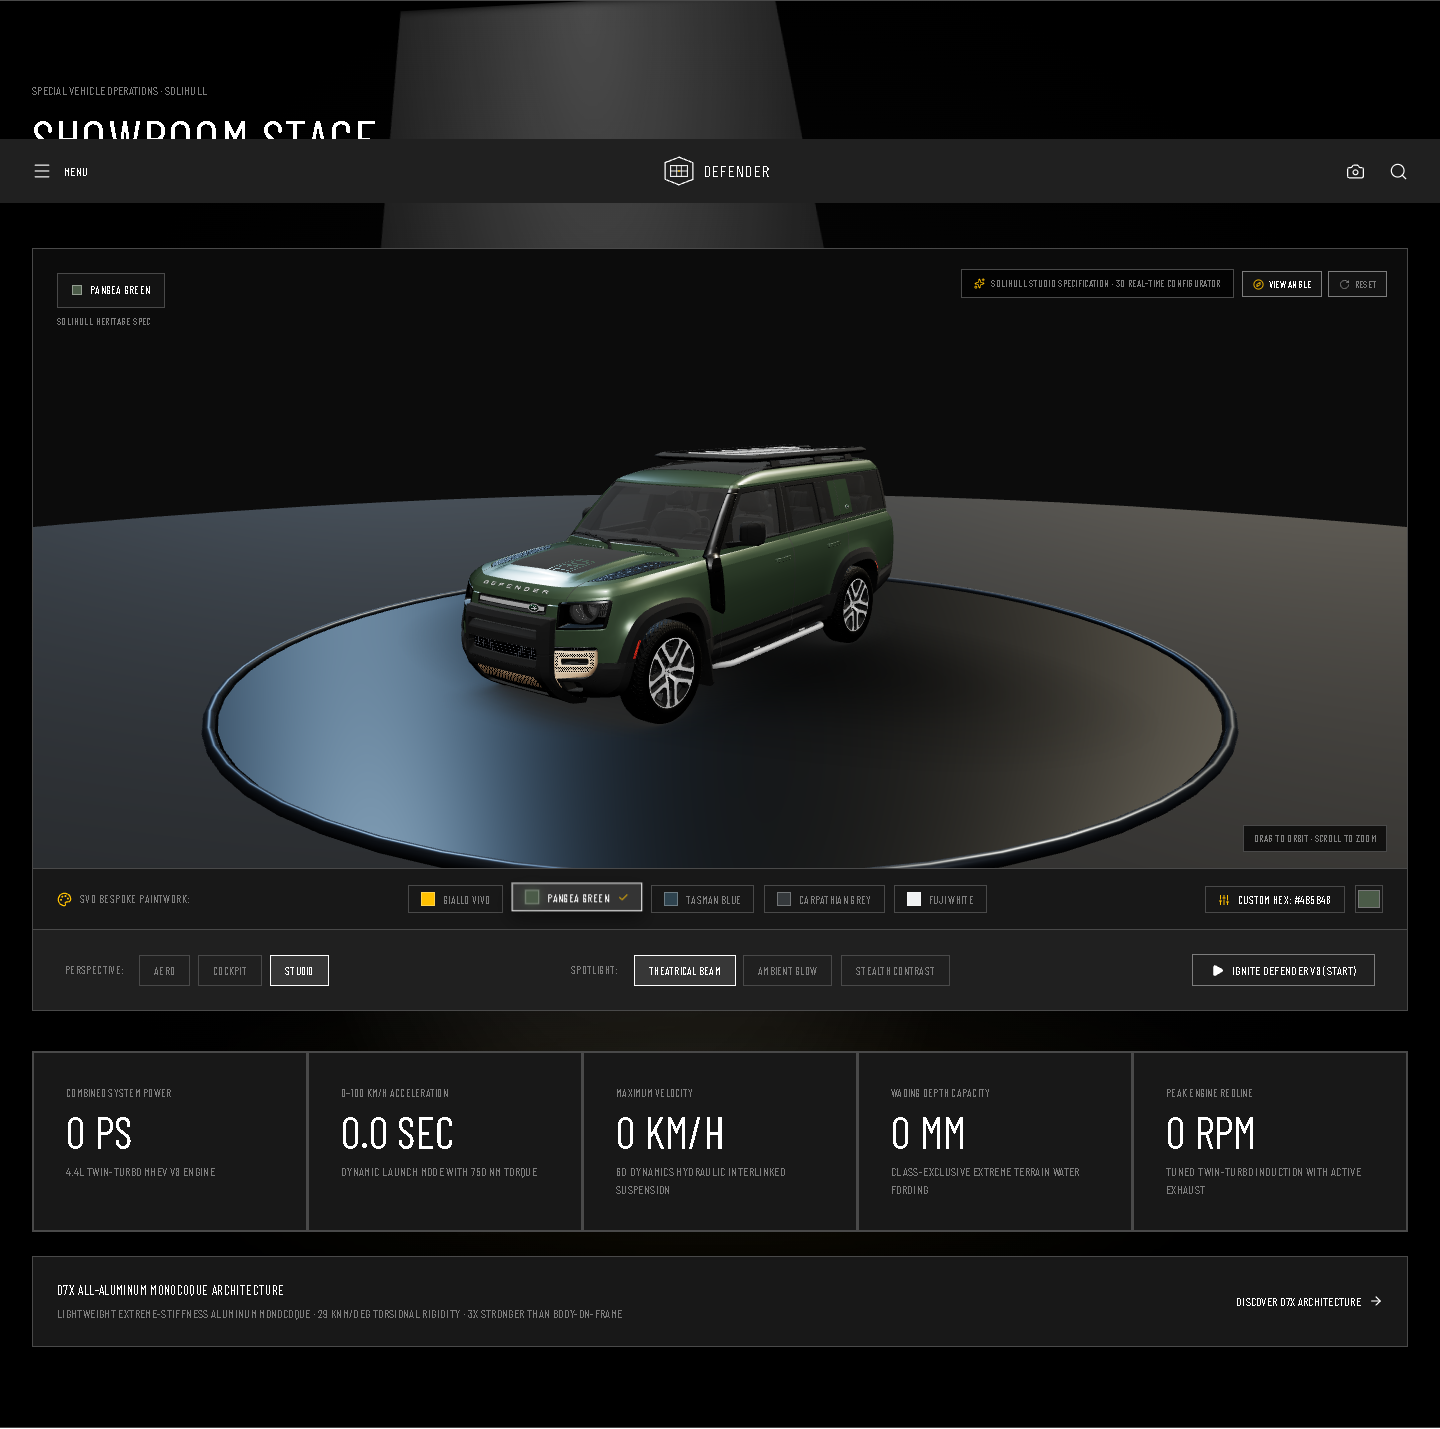 SPECIAL VEHICLE OPERATIONS · SOLIHULL
SHOWROOM STAGE
MENU
DEFENDER
PANGEA GREEN
SOLIHULL HERITAGE SPEC
SOLIHULL STUDIO SPECIFICATION · 3D REAL-TIME CONFIGURATOR
VIEW ANGLE
RESET
DEFENDER
DRAG TO ORBIT · SCROLL TO ZOOM
SVO BESPOKE PAINTWORK:
GIALLO VIVO
PANGEA GREEN
TASMAN BLUE
CARPATHIAN GREY
FUJI WHITE
CUSTOM HEX: #4B5B4B
PERSPECTIVE:
AERO
COCKPIT
STUDIO
SPOTLIGHT:
THEATRICAL BEAM
AMBIENT GLOW
STEALTH CONTRAST
IGNITE DEFENDER V8 (START)
COMBINED SYSTEM POWER
0 PS
4.4L TWIN-TURBO MHEV V8 ENGINE
0-100 KM/H ACCELERATION
0.0 SEC
DYNAMIC LAUNCH MODE WITH 750 NM TORQUE
MAXIMUM VELOCITY
0 KM/H
6D DYNAMICS HYDRAULIC INTERLINKED
SUSPENSION
WADING DEPTH CAPACITY
0 MM
CLASS-EXCLUSIVE EXTREME TERRAIN WATER
FORDING
PEAK ENGINE REDLINE
0 RPM
TUNED TWIN-TURBO INDUCTION WITH ACTIVE
EXHAUST
D7X ALL-ALUMINUM MONOCOQUE ARCHITECTURE
LIGHTWEIGHT EXTREME-STIFFNESS ALUMINUM MONOCOQUE · 29 KNM/DEG TORSIONAL RIGIDITY · 3X STRONGER THAN BODY-ON-FRAME
DISCOVER D7X ARCHITECTURE